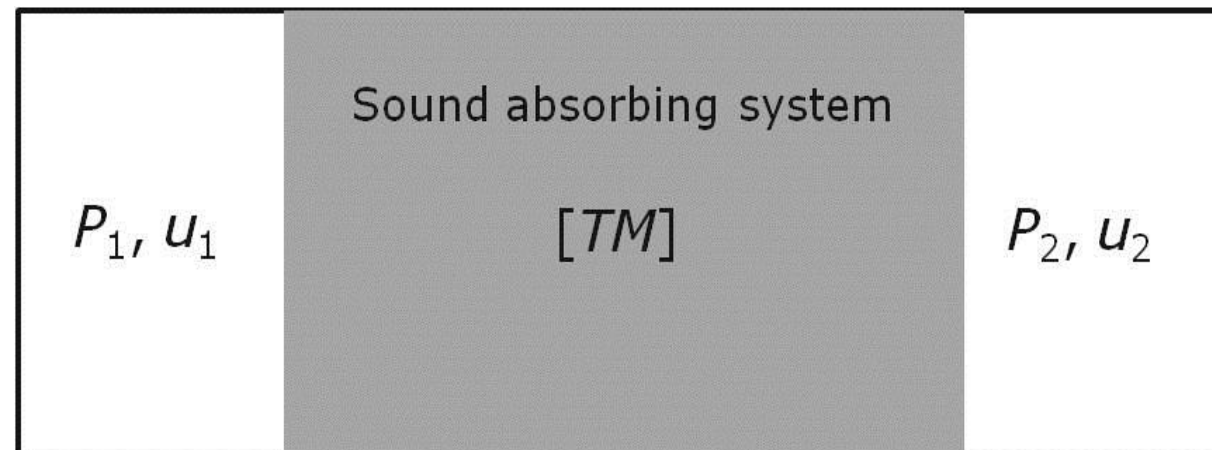 Sound absorbing system
P₁, u₁
[TM]
P₂, u₂